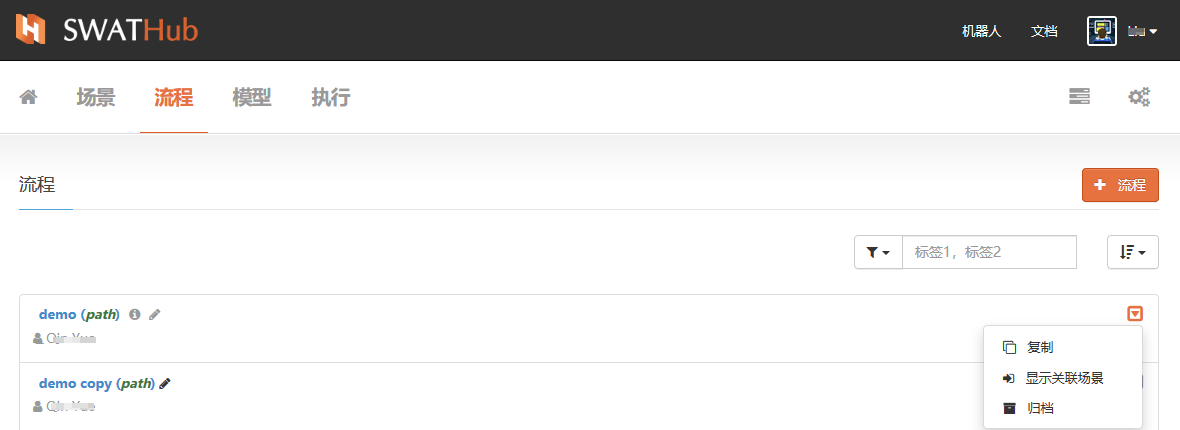 SWATHub
机器人 文档
场景 流程 模型 执行
流程
流程
标签1，标签2
demo (path)
复制
显示关联场景
demo copy (path)
归档